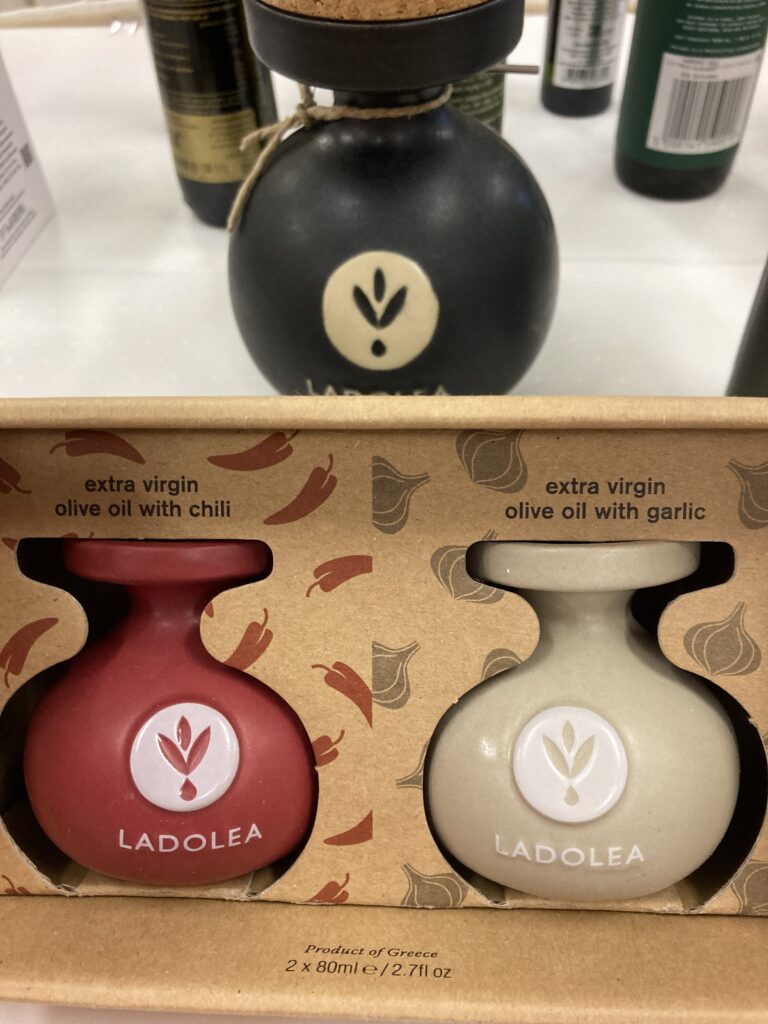 LADOLEA
extra virgin
olive oil with chili
extra virgin
olive oil with garlic
LADOLEA
LADOLEA
Product of Greece
2 x 80ml ℮ / 2.7fl oz